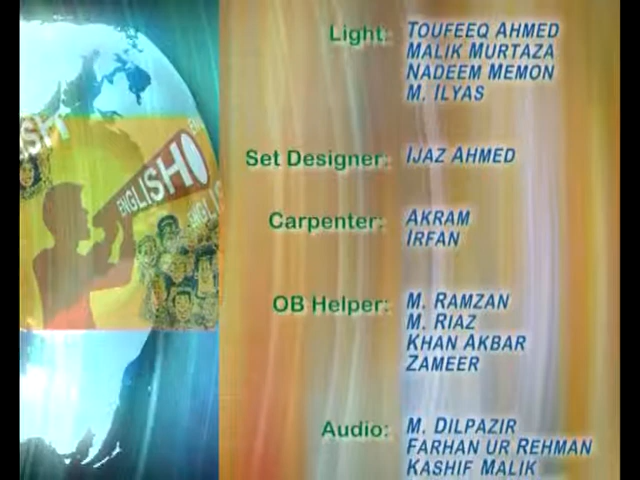 Light: TOUFEEQ AHMED
MALIK MURTAZA
NADEEM MEMON
M. ILYAS
Set Designer: IJAZ AHMED
Carpenter: AKRAM
IRFAN
OB Helper: M. RAMZAN
M. RIAZ
KHAN AKBAR
ZAMEER
Audio: M. DILPAZIR
FARHAN UR REHMAN
KASHIF MALIK
ENGLISH
ENGLISH